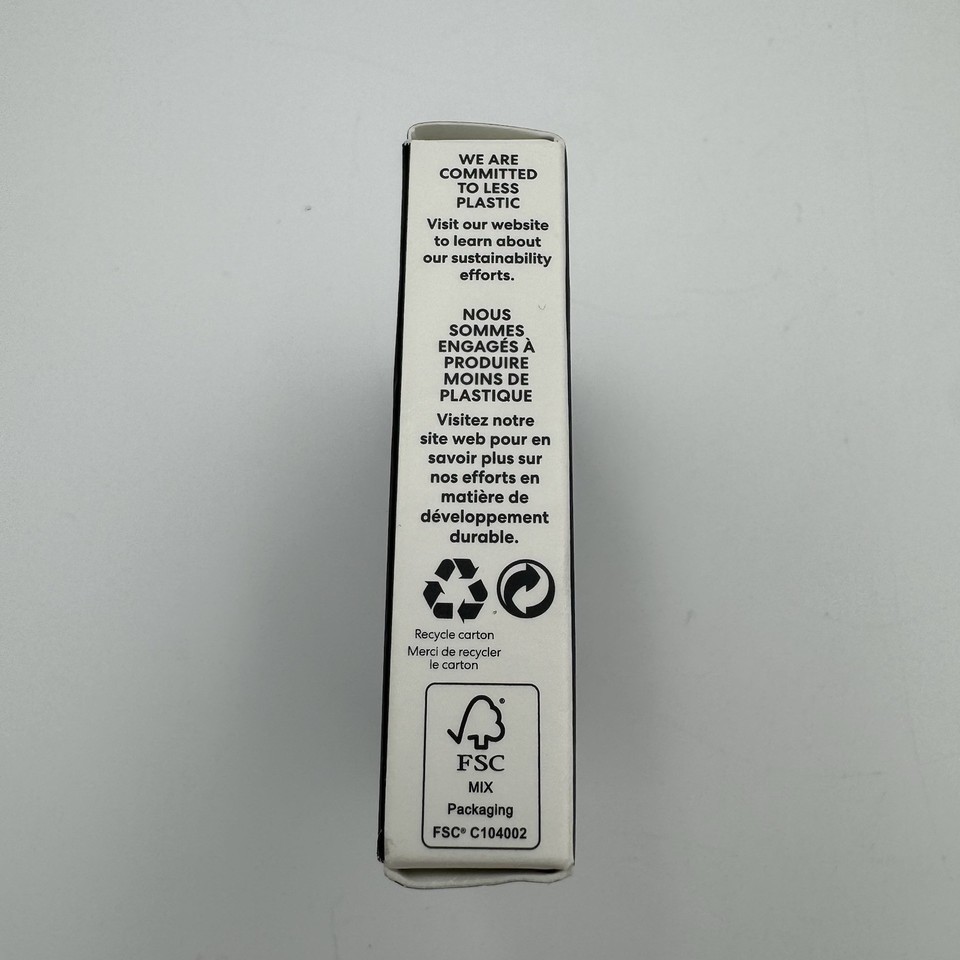 WE ARE
COMMITTED
TO LESS
PLASTIC
Visit our website
to learn about
our sustainability
efforts.
NOUS
SOMMES
ENGAGÉS À
PRODUIRE
MOINS DE
PLASTIQUE
Visitez notre
site web pour en
savoir plus sur
nos efforts en
matière de
développement
durable.
Recycle carton
Merci de recycler
le carton
FSC
MIX
Packaging
FSC® C104002